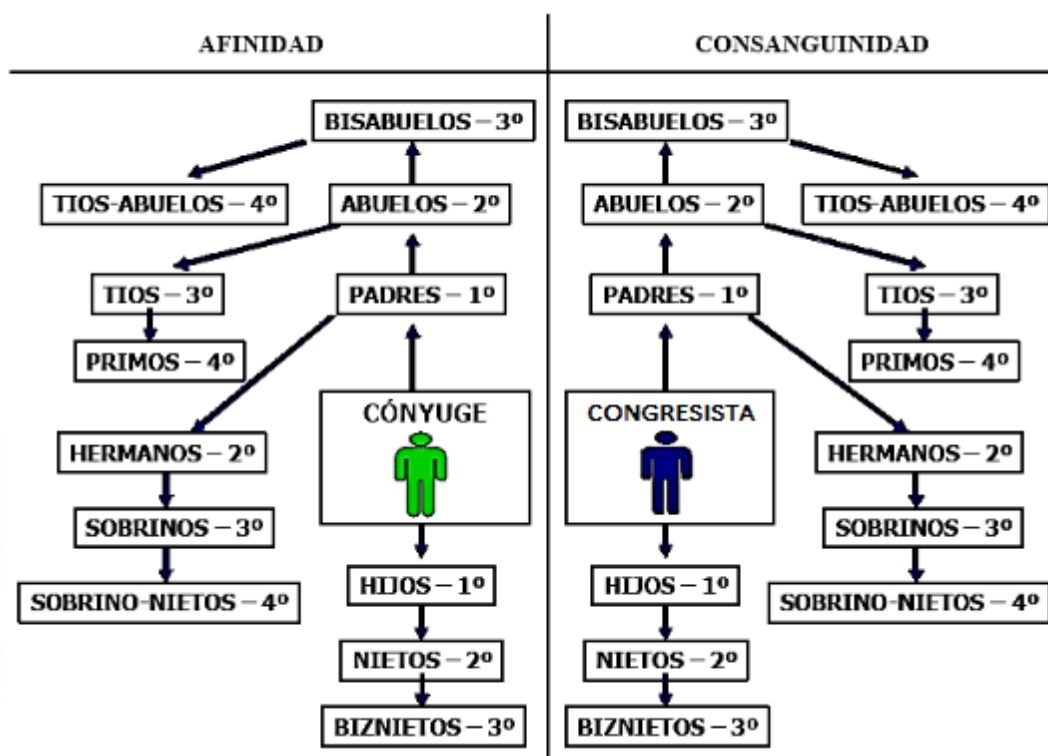 AFINIDAD
CONSANGUINIDAD
BISABUELOS – 3º
BISABUELOS – 3º
TIOS-ABUELOS – 4º
ABUELOS – 2º
ABUELOS – 2º
TIOS-ABUELOS – 4º
TIOS – 3º
PADRES – 1º
PADRES – 1º
TIOS – 3º
PRIMOS – 4º
PRIMOS – 4º
CÓNYUGE
CONGRESISTA
HERMANOS – 2º
HERMANOS – 2º
SOBRINOS – 3º
SOBRINOS – 3º
HIJOS – 1º
HIJOS – 1º
SOBRINO-NIETOS – 4º
SOBRINO-NIETOS – 4º
NIETOS – 2º
NIETOS – 2º
BIZNIETOS – 3º
BIZNIETOS – 3º